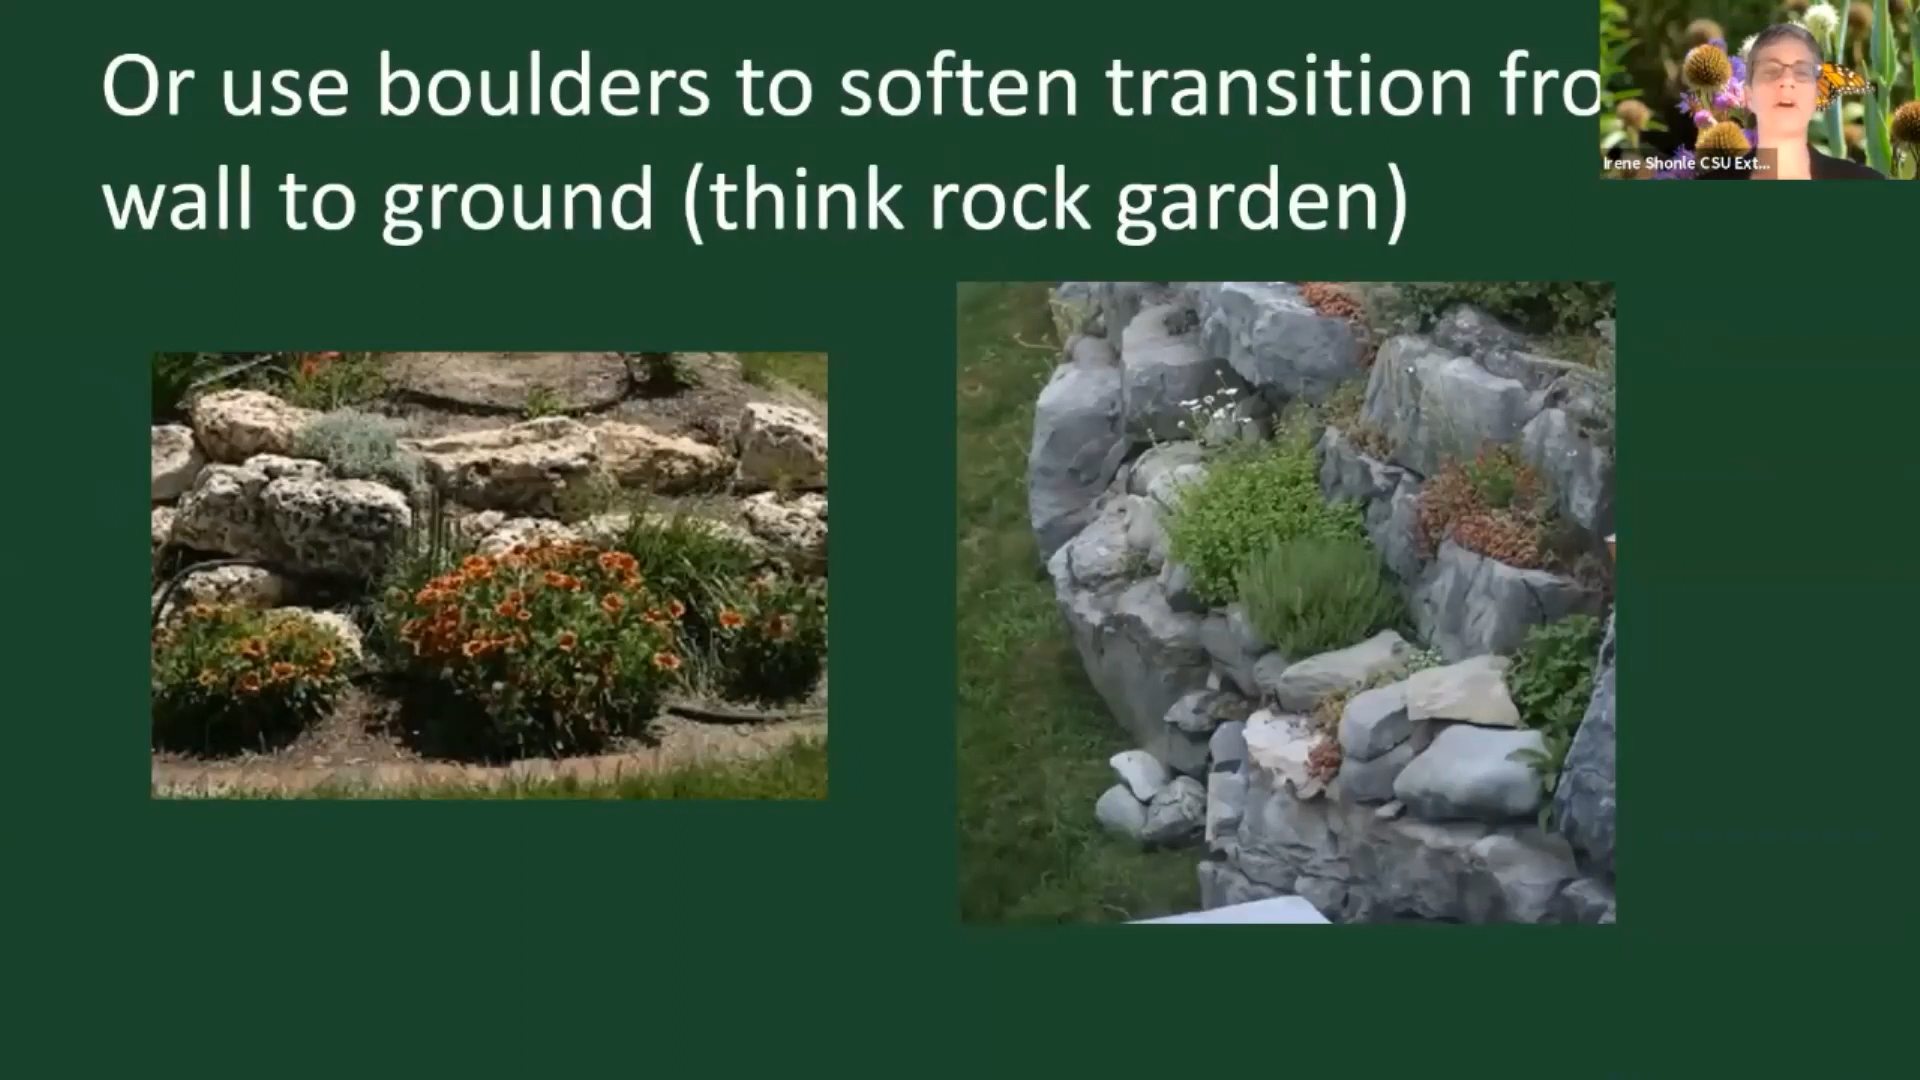 Or use boulders to soften transition fro
wall to ground (think rock garden)
Irene Shonle CSU Ext...